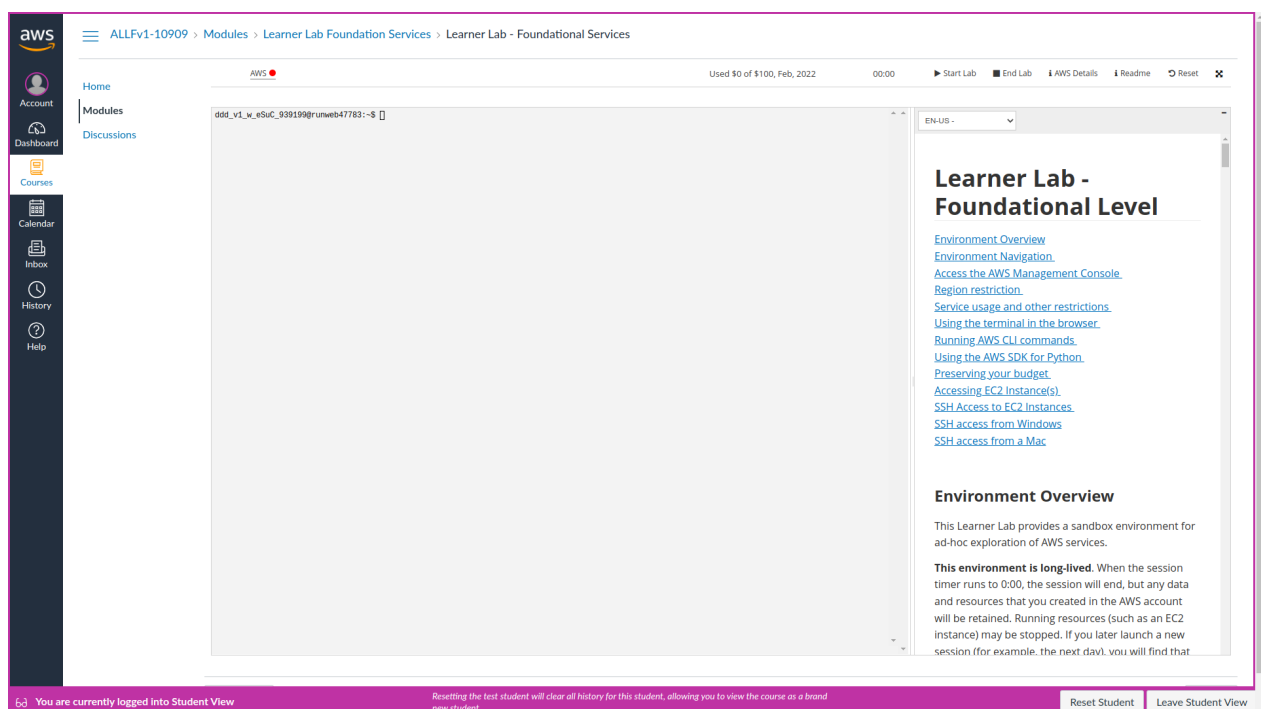 aws
ALLFv1-10909 > Modules > Learner Lab Foundation Services > Learner Lab - Foundational Services
Account
Dashboard
Courses
Calendar
Inbox
History
Help
Home
Modules
Discussions
AWS
Used $0 of $100, Feb, 2022
00:00
Start Lab
End Lab
AWS Details
Readme
Reset
ddd_v1_w_eSuC_939199@runweb47783:~$
EN-US -
Learner Lab -
Foundational Level
Environment Overview
Environment Navigation
Access the AWS Management Console
Region restriction
Service usage and other restrictions
Using the terminal in the browser
Running AWS CLI commands
Using the AWS SDK for Python
Preserving your budget
Accessing EC2 Instance(s)
SSH Access to EC2 Instances
SSH access from Windows
SSH access from a Mac
Environment Overview
This Learner Lab provides a sandbox environment for
ad-hoc exploration of AWS services.
This environment is long-lived. When the session
timer runs to 0:00, the session will end, but any data
and resources that you created in the AWS account
will be retained. Running resources (such as an EC2
instance) may be stopped. If you later launch a new
session (for example, the next day), you will find that
You are currently logged into Student View
Resetting the test student will clear all history for this student, allowing you to view the course as a brand
new student.
Reset Student
Leave Student View